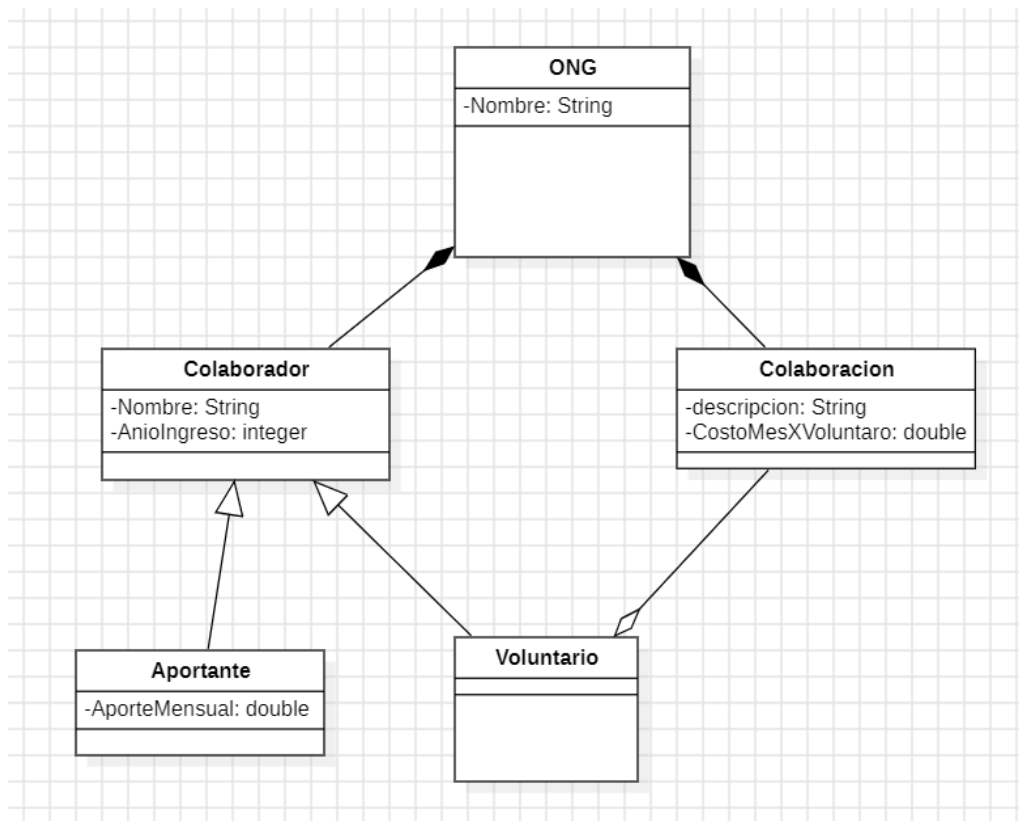 ONG
-Nombre: String
Colaborador
-Nombre: String
-AnioIngreso: integer
Colaboracion
-descripcion: String
-CostoMesXVoluntaro: double
Aportante
-AporteMensual: double
Voluntario